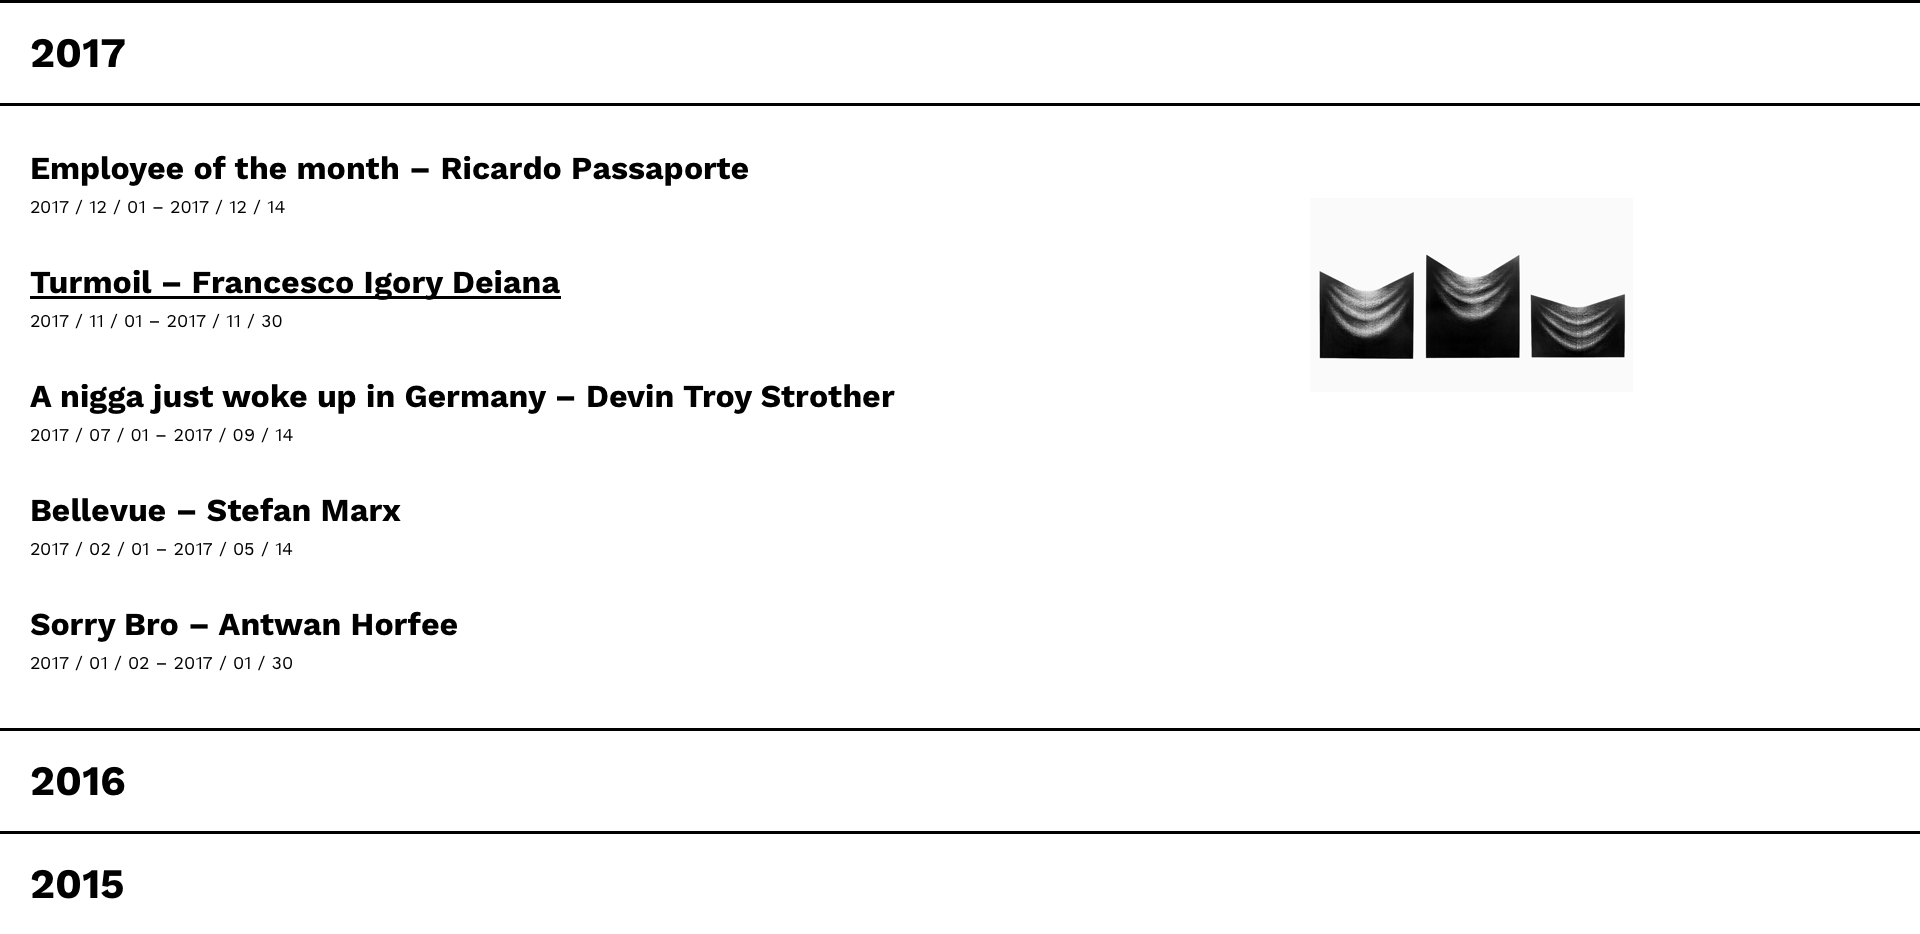 2017
Employee of the month – Ricardo Passaporte
2017 / 12 / 01 – 2017 / 12 / 14
Turmoil – Francesco Igory Deiana
2017 / 11 / 01 – 2017 / 11 / 30
A nigga just woke up in Germany – Devin Troy Strother
2017 / 07 / 01 – 2017 / 09 / 14
Bellevue – Stefan Marx
2017 / 02 / 01 – 2017 / 05 / 14
Sorry Bro – Antwan Horfee
2017 / 01 / 02 – 2017 / 01 / 30
2016
2015